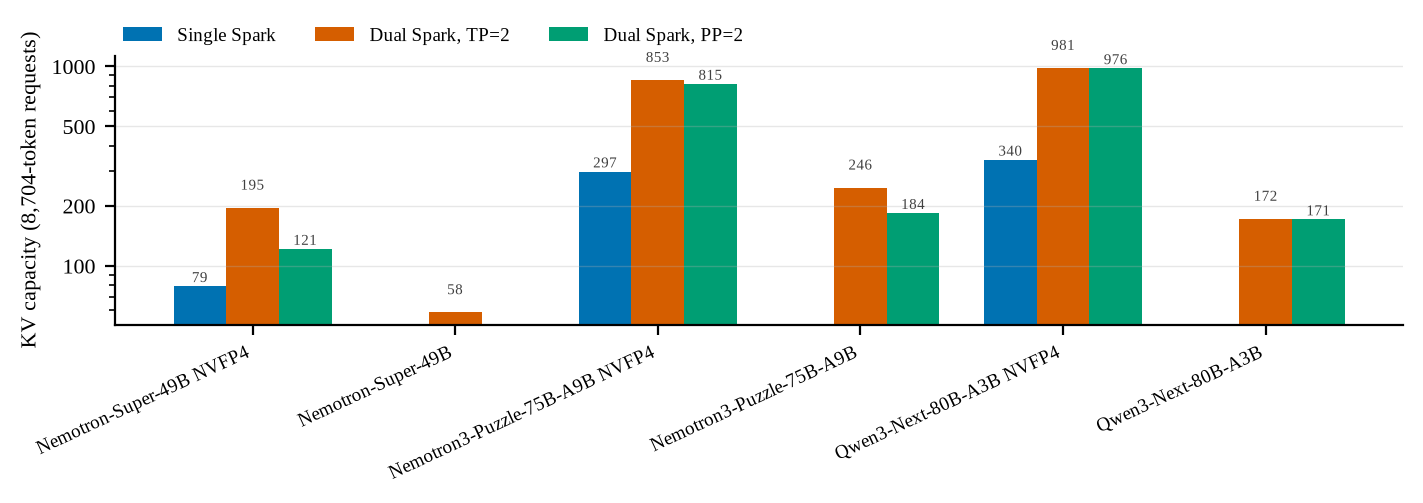 Single Spark
Dual Spark, TP=2
Dual Spark, PP=2
KV capacity (8,704-token requests)
1000
500
200
100
79
195
121
58
297
853
815
246
184
340
981
976
172
171
Nemotron-Super-49B NVFP4
Nemotron-Super-49B
Nemotron3-Puzzle-75B-A9B NVFP4
Nemotron3-Puzzle-75B-A9B
Qwen3-Next-80B-A3B NVFP4
Qwen3-Next-80B-A3B